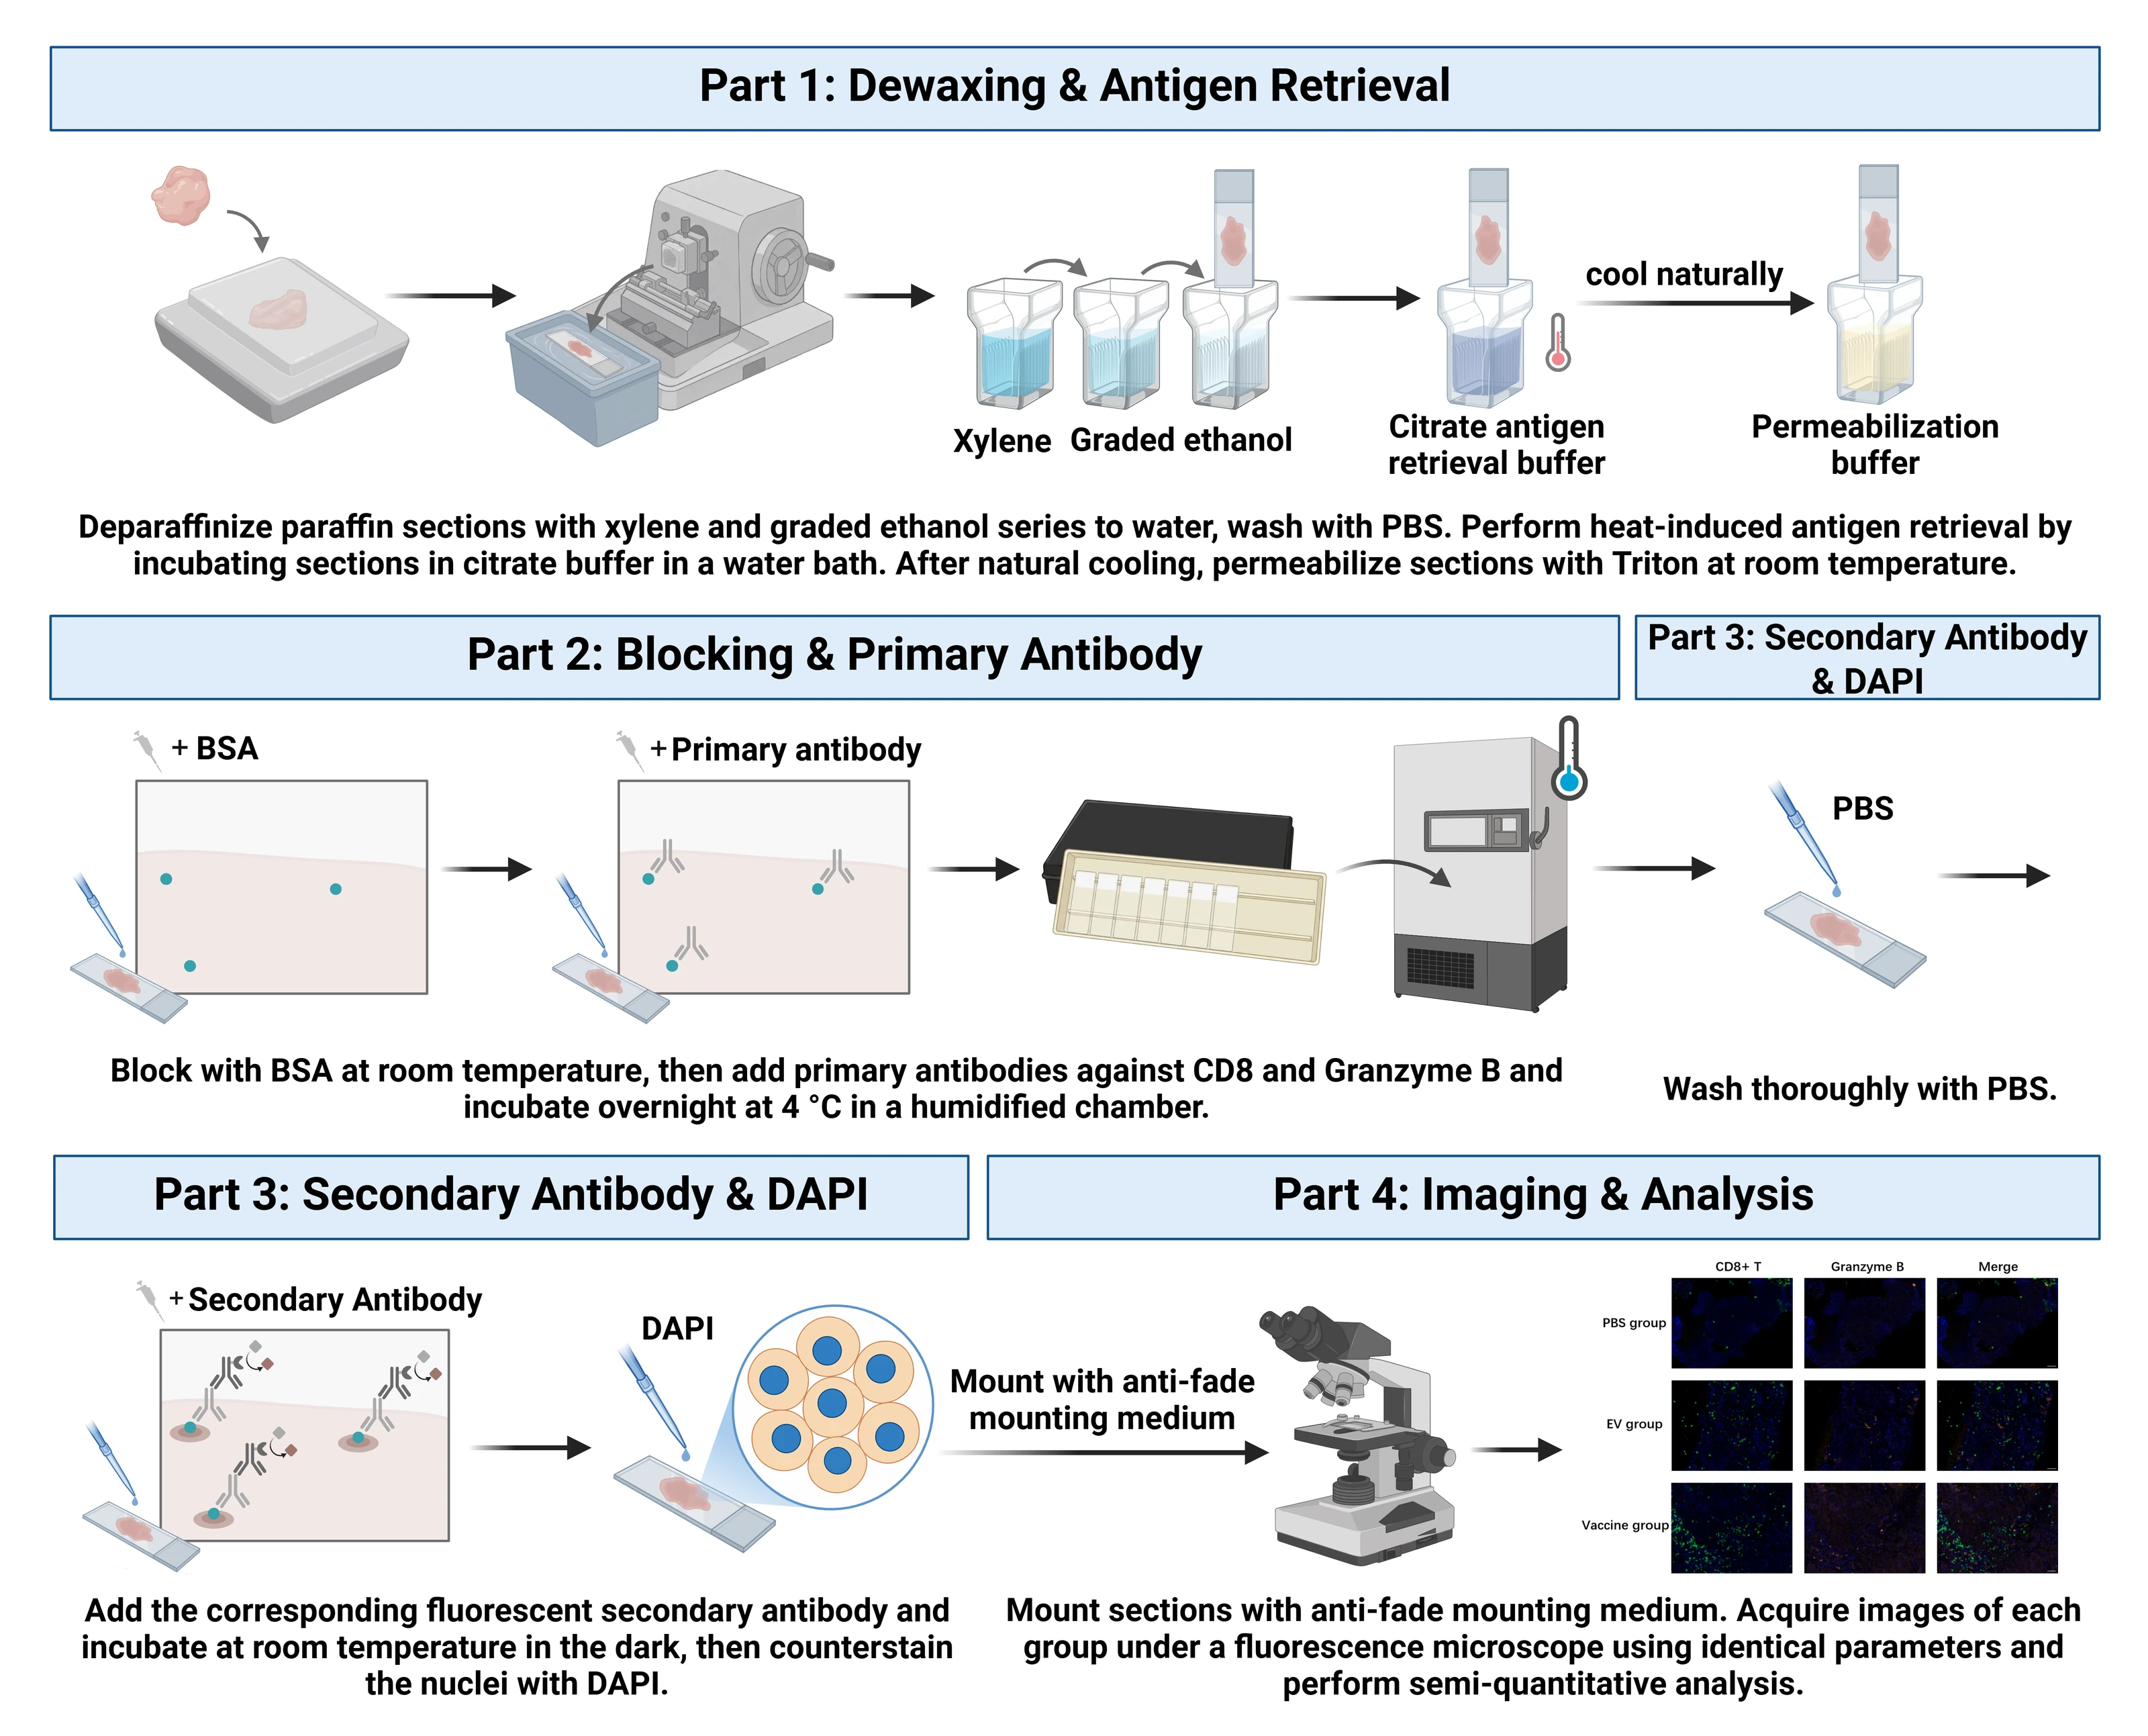 Part 1: Dewaxing & Antigen Retrieval
cool naturally
Xylene
Graded ethanol
Citrate antigen
retrieval buffer
Permeabilization
buffer
Deparaffinize paraffin sections with xylene and graded ethanol series to water, wash with PBS. Perform heat-induced antigen retrieval by
incubating sections in citrate buffer in a water bath. After natural cooling, permeabilize sections with Triton at room temperature.
Part 2: Blocking & Primary Antibody
Part 3: Secondary Antibody
& DAPI
+ BSA
+ Primary antibody
PBS
Block with BSA at room temperature, then add primary antibodies against CD8 and Granzyme B and
incubate overnight at 4 °C in a humidified chamber.
Wash thoroughly with PBS.
Part 3: Secondary Antibody & DAPI
Part 4: Imaging & Analysis
+ Secondary Antibody
DAPI
Mount with anti-fade
mounting medium
CD8+ T
Granzyme B
Merge
PBS group
EV group
Vaccine group
Add the corresponding fluorescent secondary antibody and
incubate at room temperature in the dark, then counterstain
the nuclei with DAPI.
Mount sections with anti-fade mounting medium. Acquire images of each
group under a fluorescence microscope using identical parameters and
perform semi-quantitative analysis.